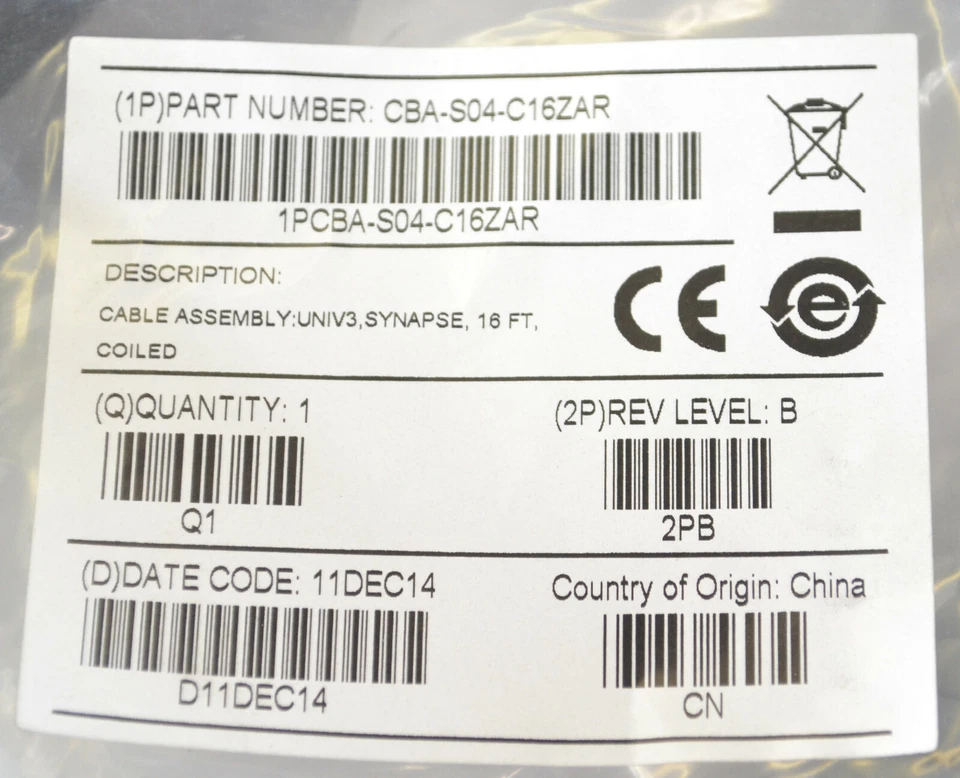 (1P)PART NUMBER: CBA-S04-C16ZAR
1PCBA-S04-C16ZAR
DESCRIPTION:
CABLE ASSEMBLY:UNIV3,SYNAPSE, 16 FT,
COILED
CE
e
(Q)QUANTITY: 1
(2P)REV LEVEL: B
Q1
2PB
(D)DATE CODE: 11DEC14
Country of Origin: China
D11DEC14
CN